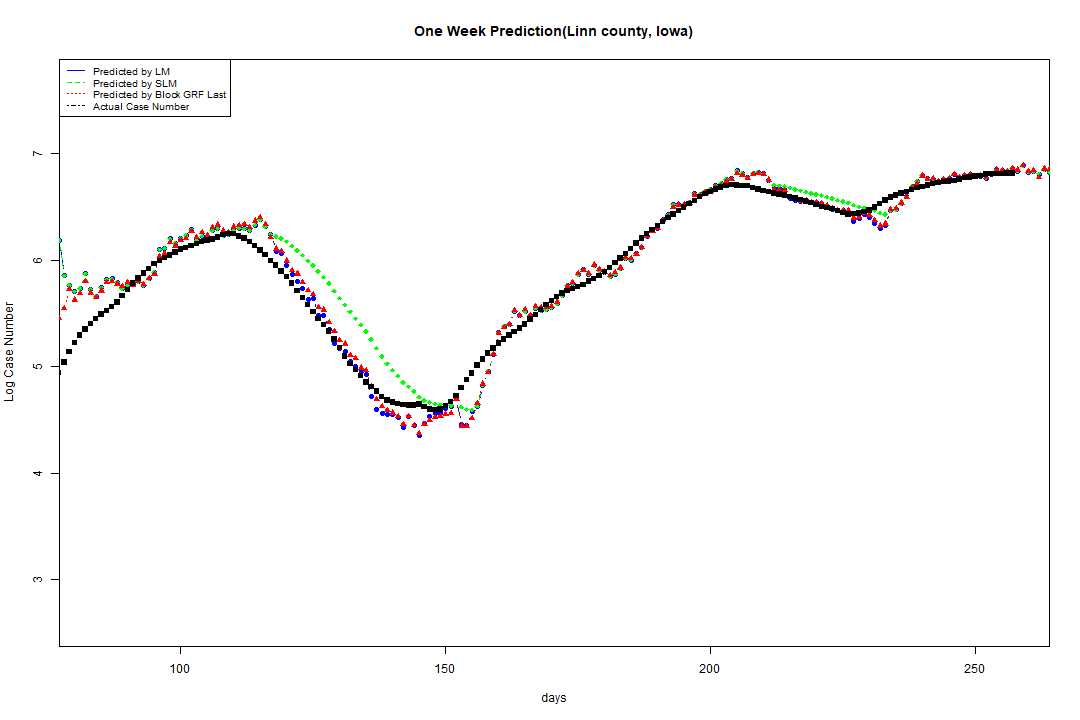 One Week Prediction(Linn county, Iowa)
Predicted by LM
Predicted by SLM
Predicted by Block GRF Last
Actual Case Number
7
6
5
4
3
Log Case Number
100 150 200 250
days